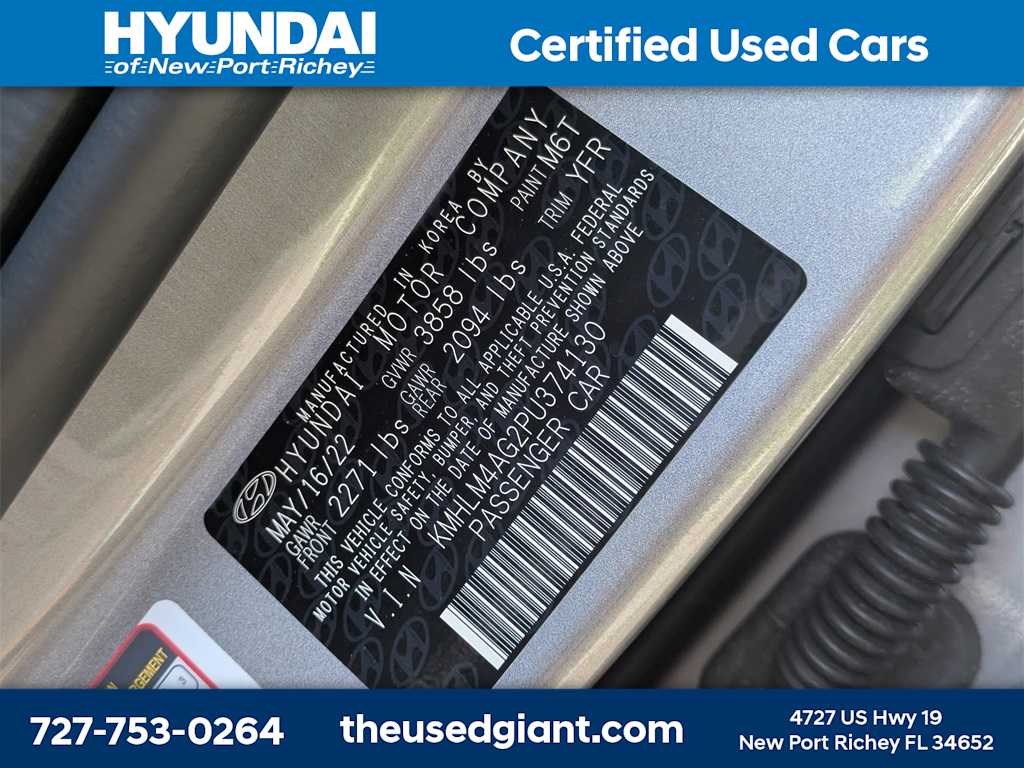 HYUNDAI
of New Port Richey
Certified Used Cars
MANUFACTURED IN KOREA BY
HYUNDAI MOTOR COMPANY
MAY/16/22 GVWR 3858 lbs PAINT M6T
GAWR FRONT 2271 lbs GAWR REAR 2094 lbs TRIM YFR
THIS VEHICLE CONFORMS TO ALL APPLICABLE U.S.A. FEDERAL
MOTOR VEHICLE SAFETY, BUMPER, AND THEFT PREVENTION STANDARDS
IN EFFECT ON THE DATE OF MANUFACTURE SHOWN ABOVE
V.I.N KMHLM4AG2PU374130
PASSENGER CAR
727-753-0264
theusedgiant.com
4727 US Hwy 19
New Port Richey FL 34652